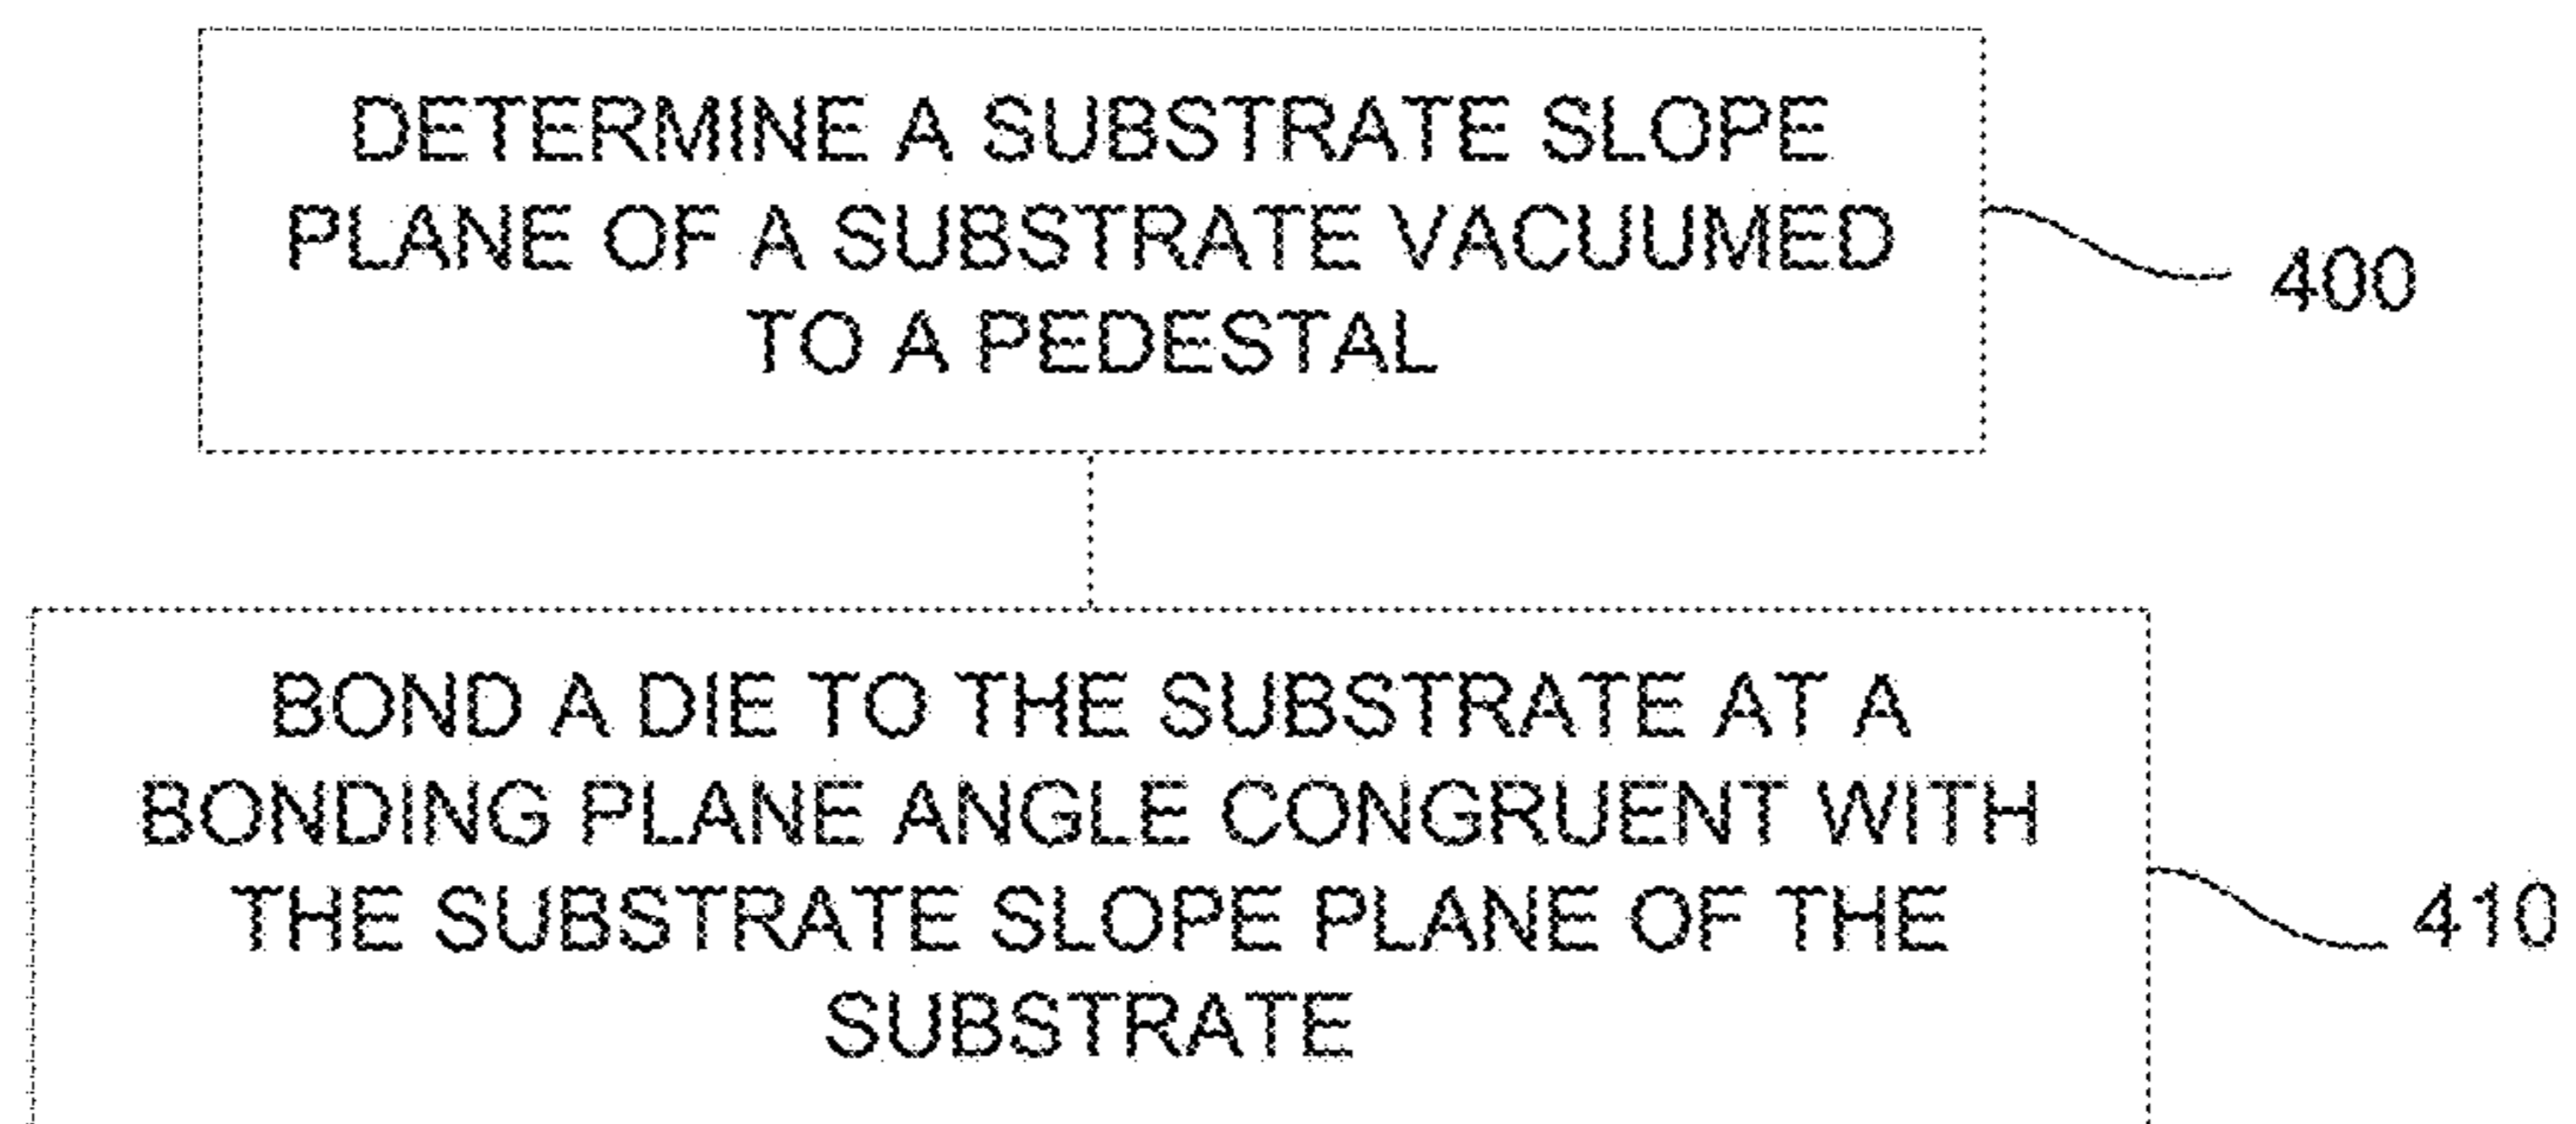 DETERMINE A SUBSTRATE SLOPE
PLANE OF A SUBSTRATE VACUUMED
TO A PEDESTAL
400
BOND A DIE TO THE SUBSTRATE AT A
BONDING PLANE ANGLE CONGRUENT WITH
THE SUBSTRATE SLOPE PLANE OF THE
SUBSTRATE
410